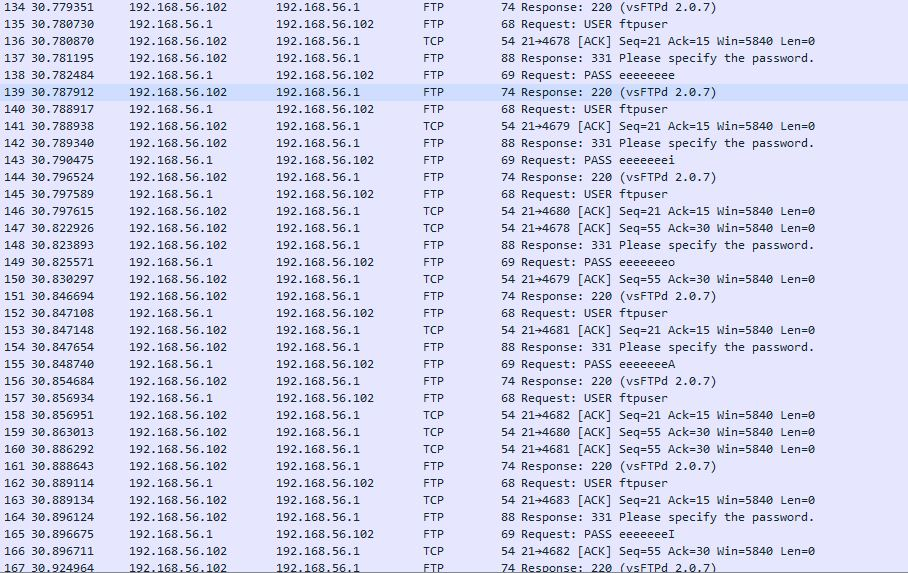 134 30.779351 192.168.56.102 192.168.56.1 FTP 74 Response: 220 (vsFTPd 2.0.7)
135 30.780730 192.168.56.1 192.168.56.102 FTP 68 Request: USER ftpuser
136 30.780870 192.168.56.102 192.168.56.1 TCP 54 21→4678 [ACK] Seq=21 Ack=15 Win=5840 Len=0
137 30.781195 192.168.56.102 192.168.56.1 FTP 88 Response: 331 Please specify the password.
138 30.782484 192.168.56.1 192.168.56.102 FTP 69 Request: PASS eeeeeeee
139 30.787912 192.168.56.102 192.168.56.1 FTP 74 Response: 220 (vsFTPd 2.0.7)
140 30.788917 192.168.56.1 192.168.56.102 FTP 68 Request: USER ftpuser
141 30.788938 192.168.56.102 192.168.56.1 TCP 54 21→4679 [ACK] Seq=21 Ack=15 Win=5840 Len=0
142 30.789340 192.168.56.102 192.168.56.1 FTP 88 Response: 331 Please specify the password.
143 30.790475 192.168.56.1 192.168.56.102 FTP 69 Request: PASS eeeeeeei
144 30.796524 192.168.56.102 192.168.56.1 FTP 74 Response: 220 (vsFTPd 2.0.7)
145 30.797589 192.168.56.1 192.168.56.102 FTP 68 Request: USER ftpuser
146 30.797615 192.168.56.102 192.168.56.1 TCP 54 21→4680 [ACK] Seq=21 Ack=15 Win=5840 Len=0
147 30.822926 192.168.56.102 192.168.56.1 TCP 54 21→4678 [ACK] Seq=55 Ack=30 Win=5840 Len=0
148 30.823893 192.168.56.102 192.168.56.1 FTP 88 Response: 331 Please specify the password.
149 30.825571 192.168.56.1 192.168.56.102 FTP 69 Request: PASS eeeeeeeo
150 30.830297 192.168.56.102 192.168.56.1 TCP 54 21→4679 [ACK] Seq=55 Ack=30 Win=5840 Len=0
151 30.846694 192.168.56.102 192.168.56.1 FTP 74 Response: 220 (vsFTPd 2.0.7)
152 30.847108 192.168.56.1 192.168.56.102 FTP 68 Request: USER ftpuser
153 30.847148 192.168.56.102 192.168.56.1 TCP 54 21→4681 [ACK] Seq=21 Ack=15 Win=5840 Len=0
154 30.847654 192.168.56.102 192.168.56.1 FTP 88 Response: 331 Please specify the password.
155 30.848740 192.168.56.1 192.168.56.102 FTP 69 Request: PASS eeeeeeeA
156 30.854684 192.168.56.102 192.168.56.1 FTP 74 Response: 220 (vsFTPd 2.0.7)
157 30.856934 192.168.56.1 192.168.56.102 FTP 68 Request: USER ftpuser
158 30.856951 192.168.56.102 192.168.56.1 TCP 54 21→4682 [ACK] Seq=21 Ack=15 Win=5840 Len=0
159 30.863013 192.168.56.102 192.168.56.1 TCP 54 21→4680 [ACK] Seq=55 Ack=30 Win=5840 Len=0
160 30.886292 192.168.56.102 192.168.56.1 TCP 54 21→4681 [ACK] Seq=55 Ack=30 Win=5840 Len=0
161 30.888643 192.168.56.102 192.168.56.1 FTP 74 Response: 220 (vsFTPd 2.0.7)
162 30.889114 192.168.56.1 192.168.56.102 FTP 68 Request: USER ftpuser
163 30.889134 192.168.56.102 192.168.56.1 TCP 54 21→4683 [ACK] Seq=21 Ack=15 Win=5840 Len=0
164 30.896124 192.168.56.102 192.168.56.1 FTP 88 Response: 331 Please specify the password.
165 30.896675 192.168.56.1 192.168.56.102 FTP 69 Request: PASS eeeeeeeI
166 30.896711 192.168.56.102 192.168.56.1 TCP 54 21→4682 [ACK] Seq=55 Ack=30 Win=5840 Len=0
167 30.924964 192.168.56.102 192.168.56.1 FTP 74 Response: 220 (vsFTPd 2.0.7)